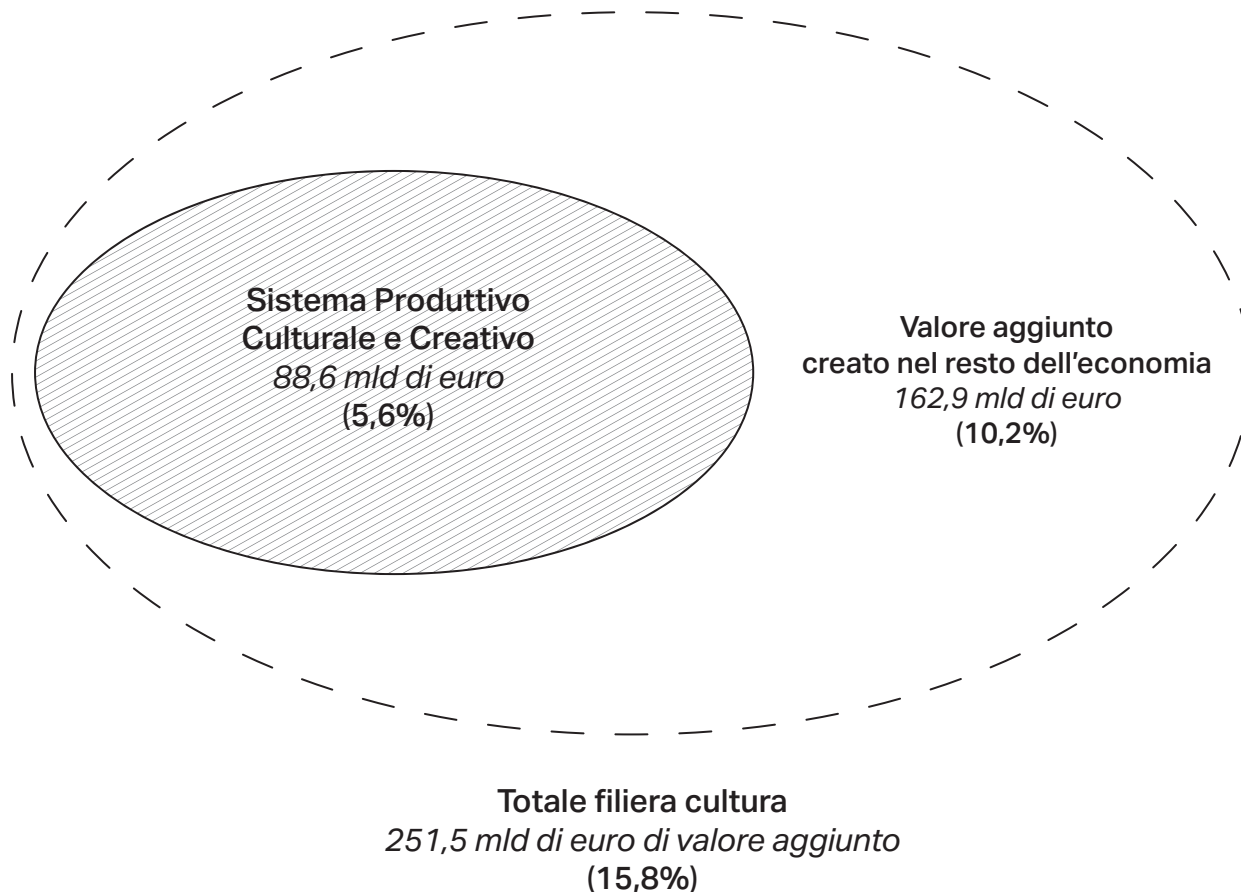 Sistema Produttivo
Culturale e Creativo
88,6 mld di euro
(5,6%)
Valore aggiunto
creato nel resto dell’economia
162,9 mld di euro
(10,2%)
Totale filiera cultura
251,5 mld di euro di valore aggiunto
(15,8%)